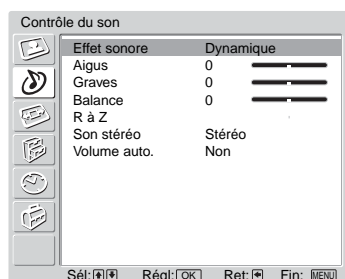 Contrôle du son
Effet sonore Dynamique
Aigus 0
Graves 0
Balance 0
R à Z
Son stéréo Stéréo
Volume auto. Non
Sél: Régl: OK Ret: Fin: MENU